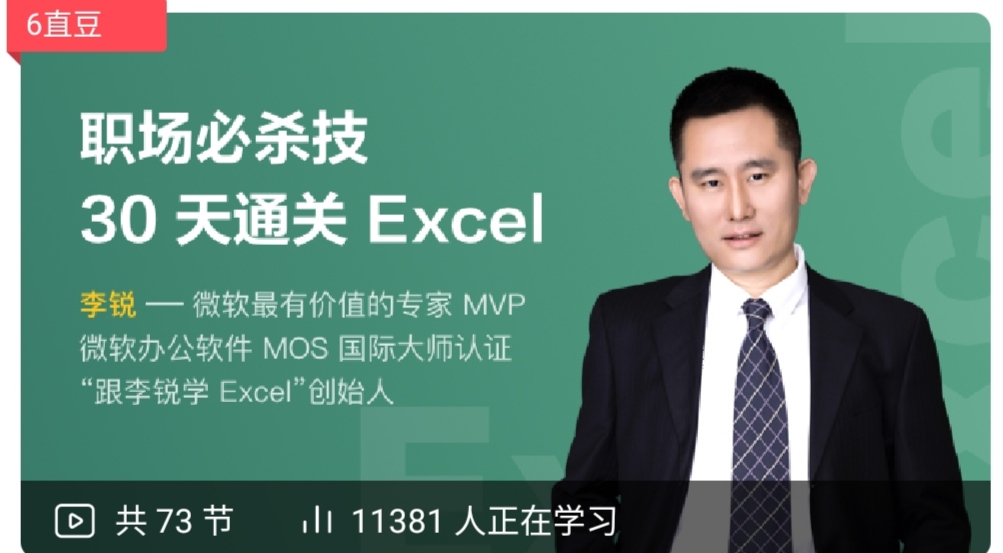 6直豆
职场必杀技
30 天通关 Excel
李锐 — 微软最有价值的专家 MVP
微软办公软件 MOS 国际大师认证
“跟李锐学 Excel”创始人
共 73 节
11381 人正在学习